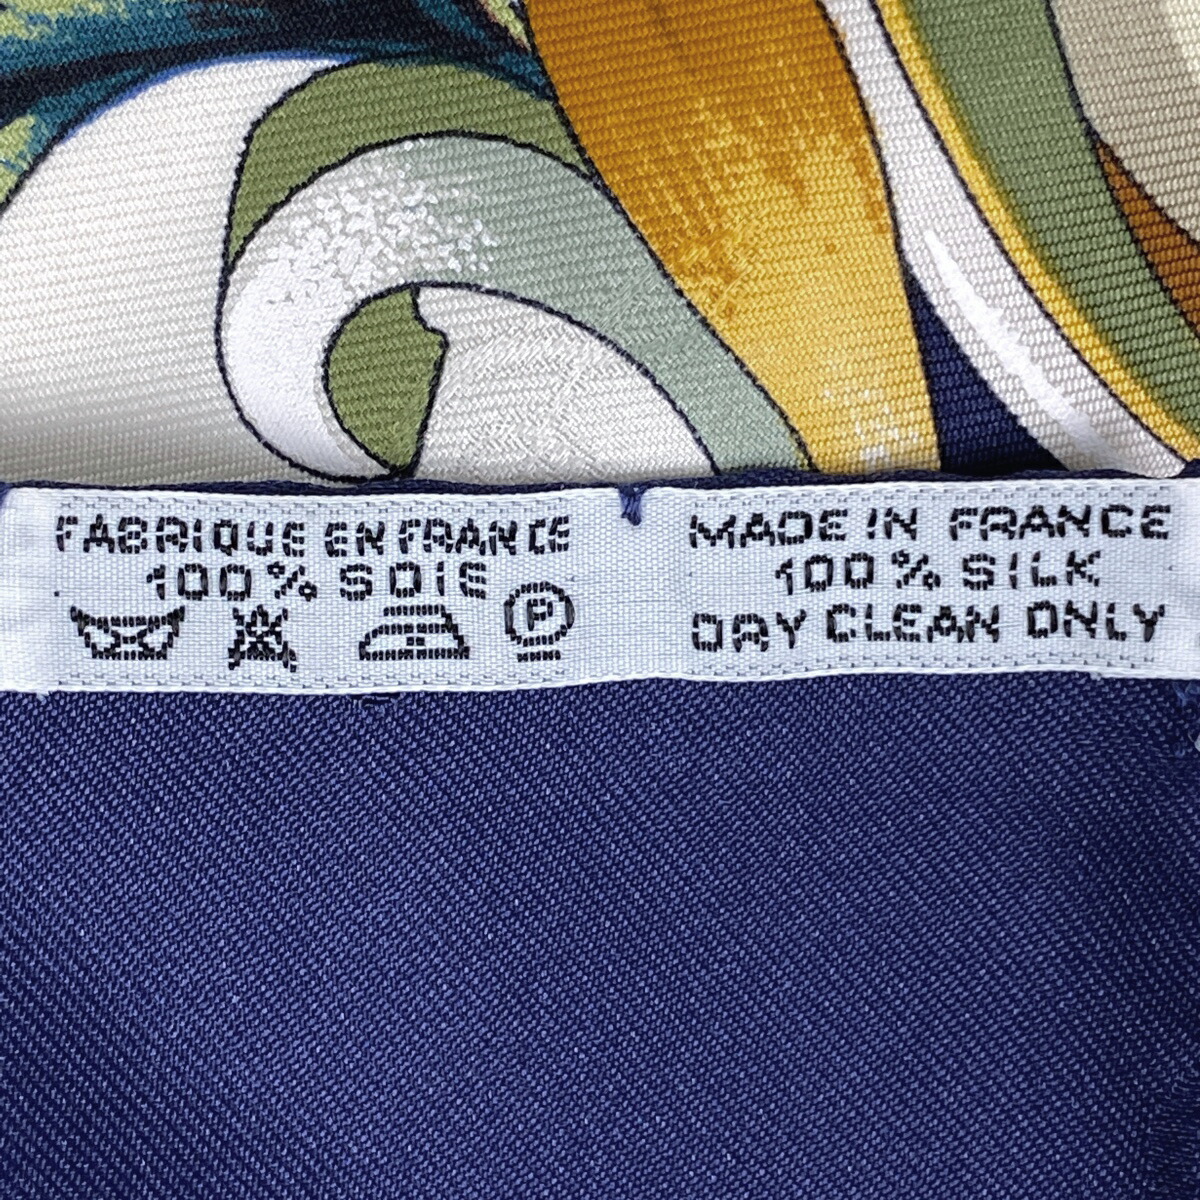 FABRIQUE EN FRANCE
100% SOIE
P
MADE IN FRANCE
100% SILK
DRY CLEAN ONLY